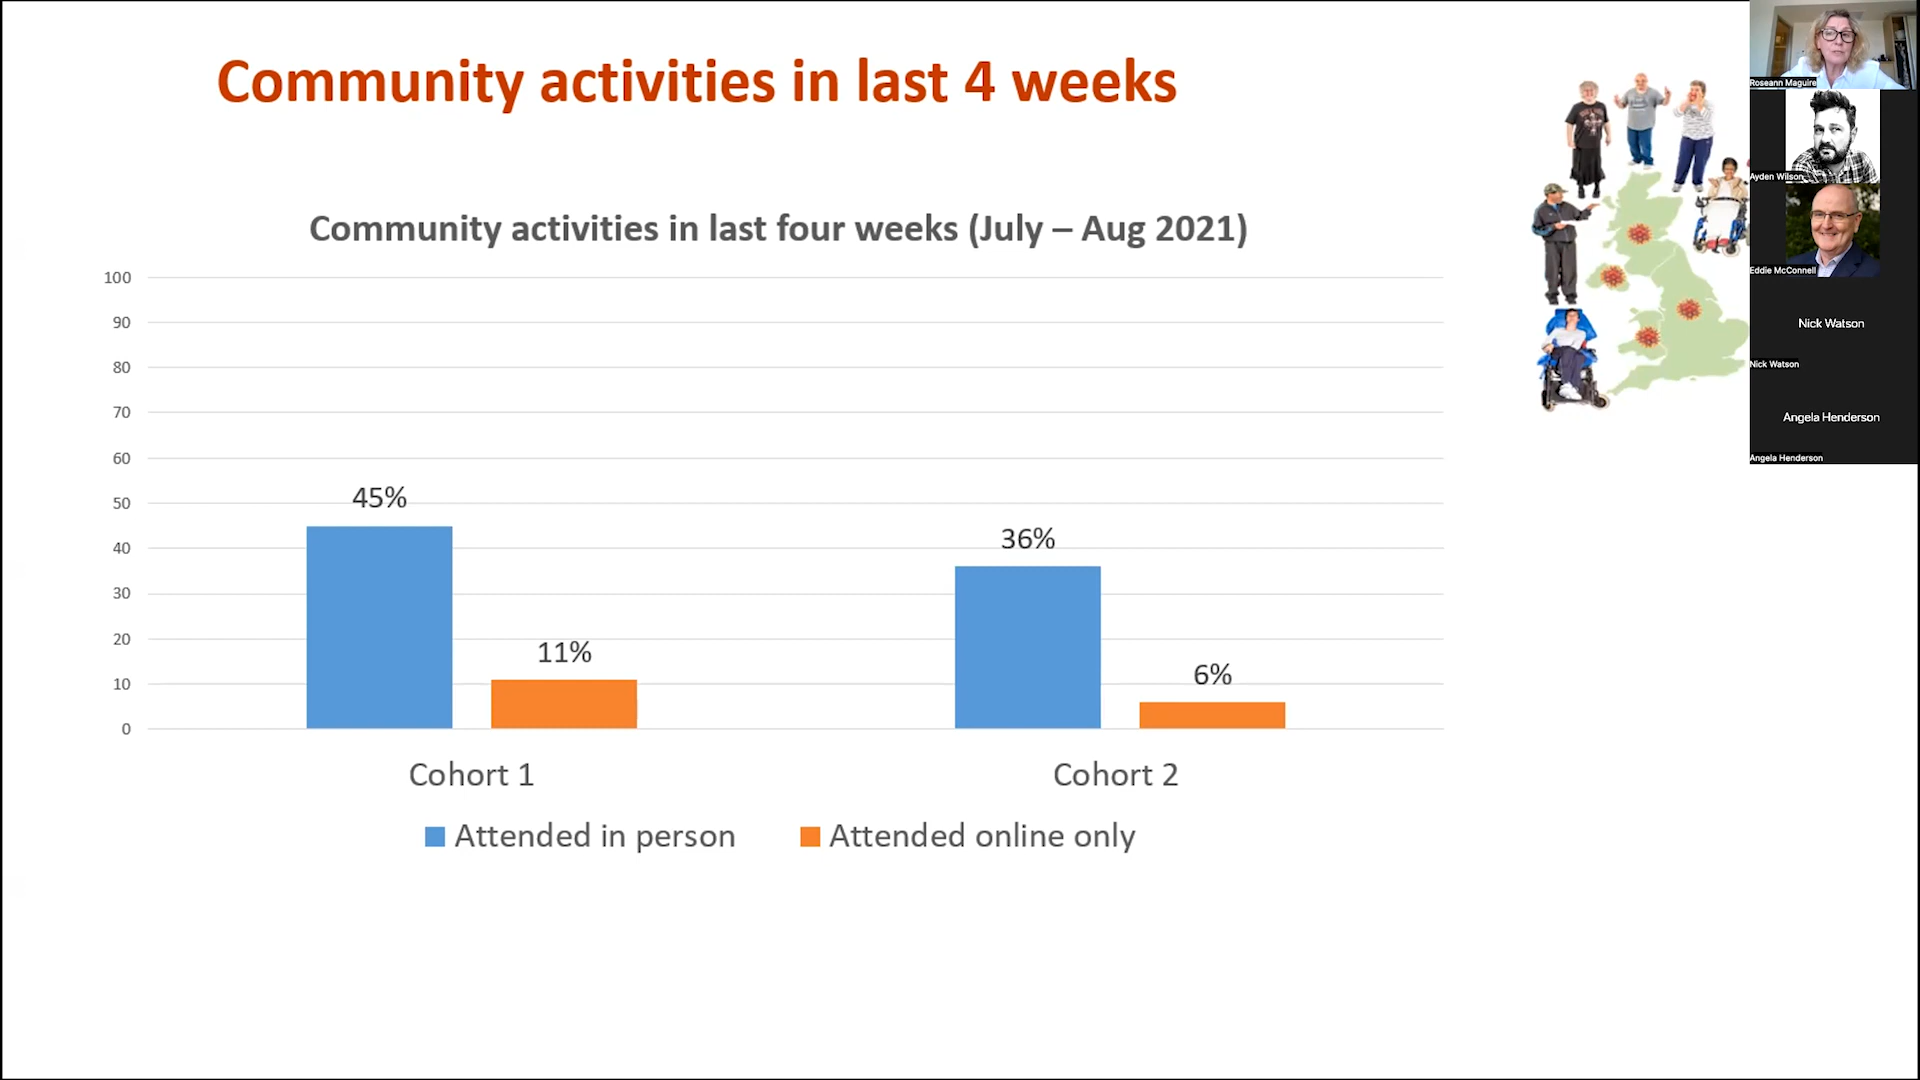 Community activities in last 4 weeks
Community activities in last four weeks (July – Aug 2021)
100
90
80
70
60
50
40
30
20
10
0
45%
11%
36%
6%
Cohort 1
Cohort 2
Attended in person
Attended online only
Roseann Maguire
Ayden Wilson
Eddie McConnell
Nick Watson
Nick Watson
Angela Henderson
Angela Henderson